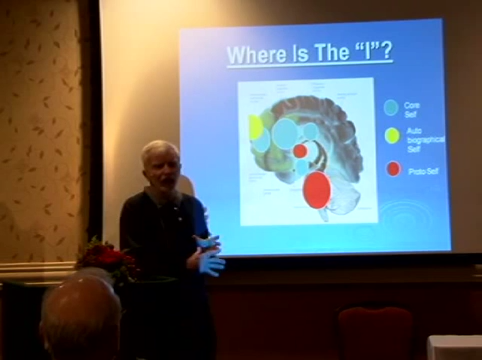 Where Is The "I"?
Core
Self
Auto
biographical
Self
Proto Self